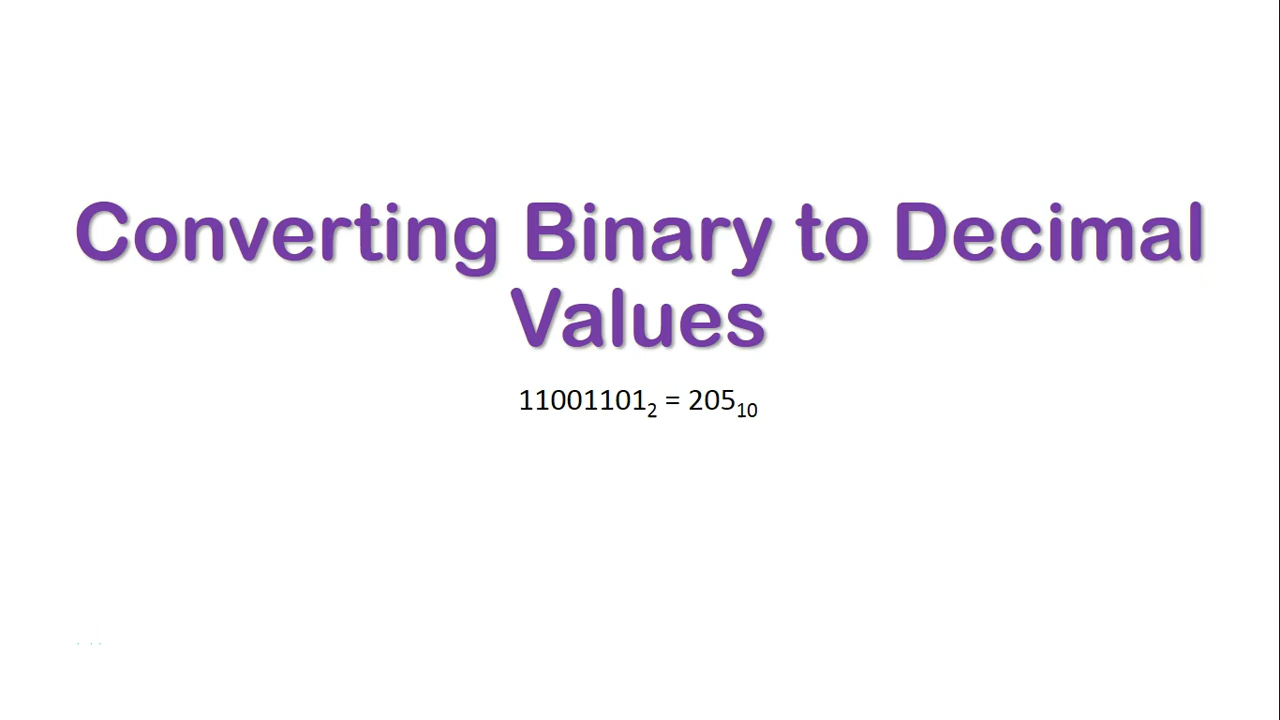 Converting Binary to Decimal
Values
11001101₂ = 205₁₀